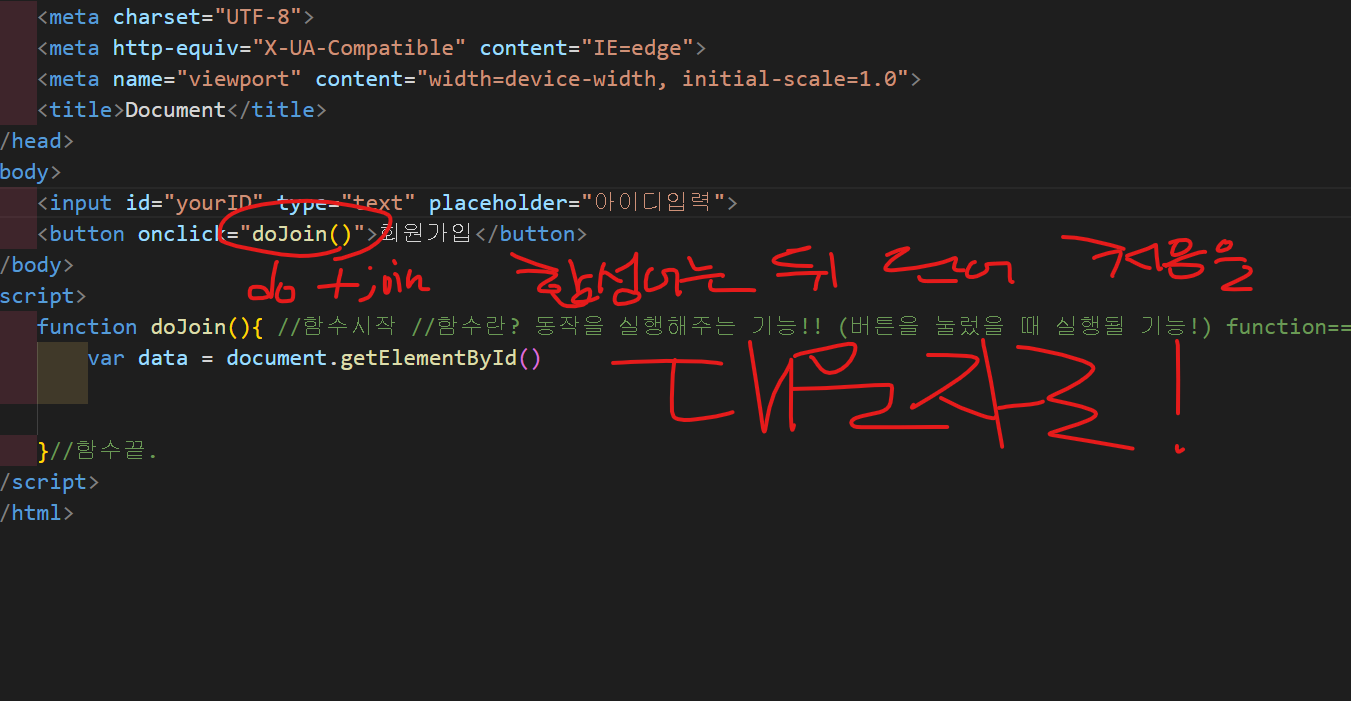 <meta charset="UTF-8">
<meta http-equiv="X-UA-Compatible" content="IE=edge">
<meta name="viewport" content="width=device-width, initial-scale=1.0">
<title>Document</title>
/head>
body>
<input id="yourID" type="text" placeholder="아이디입력">
<button onclick="doJoin()">회원가입</button>
/body>
do +join 합성어는 뒤 단어 처음을
script>
function doJoin(){ //함수시작 //함수란? 동작을 실행해주는 기능!! (버튼을 눌렀을 때 실행될 기능!) function==
var data = document.getElementById()
대문자로!
}//함수끝.
/script>
/html>